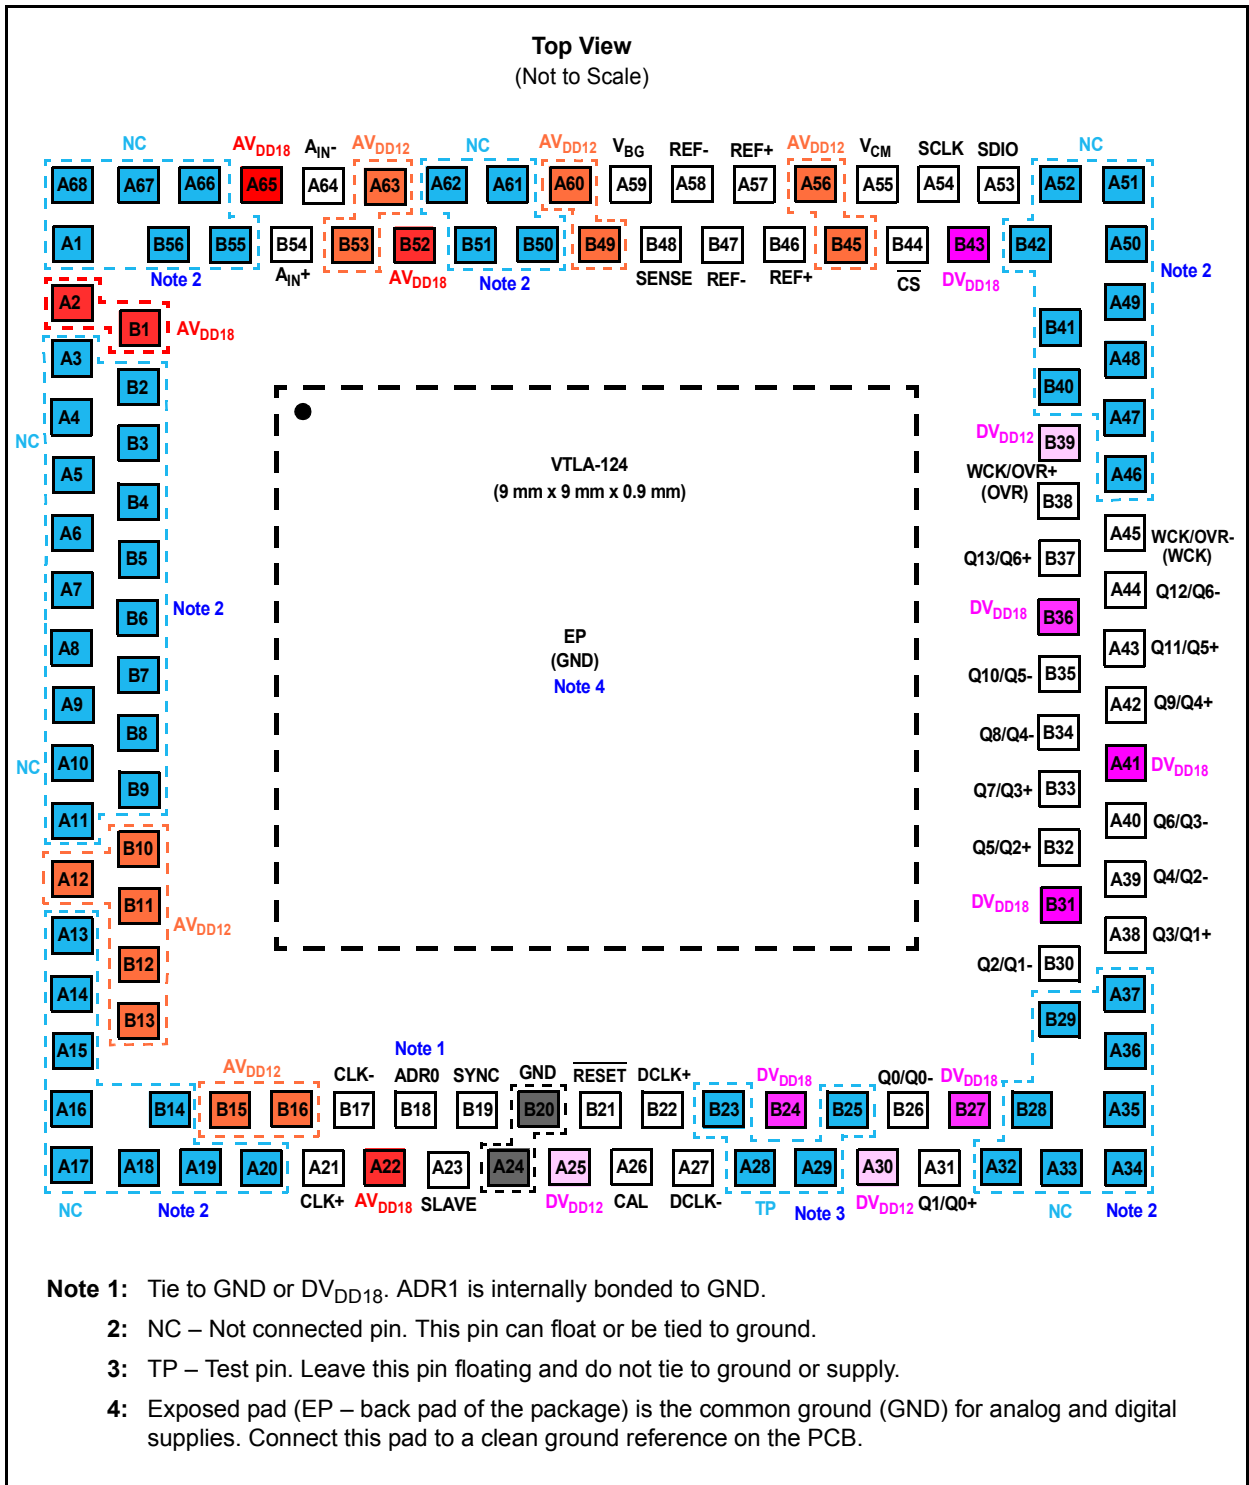 Top View
(Not to Scale)
NC AVDD18 AIN- AVDD12 NC AVDD12 VBG REF- REF+ AVDD12 VCM SCLK SDIO NC
A68 A67 A66 A65 A64 A63 A62 A61 A60 A59 A58 A57 A56 A55 A54 A53 A52 A51
A1 B56 B55 B54 B53 B52 B51 B50 B49 B48 B47 B46 B45 B44 B43 B42 A50
Note 2 AIN+ AVDD18 Note 2 SENSE REF- REF+ CS DVDD18 Note 2
A2 A49
B1 AVDD18 B41
A3 A48
B2 B40
A4 A47
NC B3 DVDD12 B39
VTLA-124
A5 WCK/OVR+ A46
(9 mm x 9 mm x 0.9 mm) (OVR)
B4 B38
A6 A45 WCK/OVR-
(WCK)
B5 Q13/Q6+ B37
A7 A44 Q12/Q6-
B6 Note 2 DVDD18 B36
EP
A8 A43 Q11/Q5+
(GND)
B7 Q10/Q5- B35
Note 4
A9 A42 Q9/Q4+
B8 Q8/Q4- B34
NC A10 A41 DVDD18
B9 Q7/Q3+ B33
A11 A40 Q6/Q3-
B10 Q5/Q2+ B32
A12 A39 Q4/Q2-
B11 DVDD18 B31
AVDD12
A13 A38 Q3/Q1+
B12 Q2/Q1- B30
A14 A37
B13 B29
A15 A36
Note 1
AVDD12 CLK- ADR0 SYNC GND RESET DCLK+ DVDD18 Q0/Q0- DVDD18
A16 B14 B15 B16 B17 B18 B19 B20 B21 B22 B23 B24 B25 B26 B27 B28 A35
A17 A18 A19 A20 A21 A22 A23 A24 A25 A26 A27 A28 A29 A30 A31 A32 A33 A34
NC Note 2 CLK+ AVDD18 SLAVE DVDD12 CAL DCLK- TP Note 3 DVDD12 Q1/Q0+ NC Note 2
Note 1: Tie to GND or DVDD18. ADR1 is internally bonded to GND.
2: NC – Not connected pin. This pin can float or be tied to ground.
3: TP – Test pin. Leave this pin floating and do not tie to ground or supply.
4: Exposed pad (EP – back pad of the package) is the common ground (GND) for analog and digital
supplies. Connect this pad to a clean ground reference on the PCB.